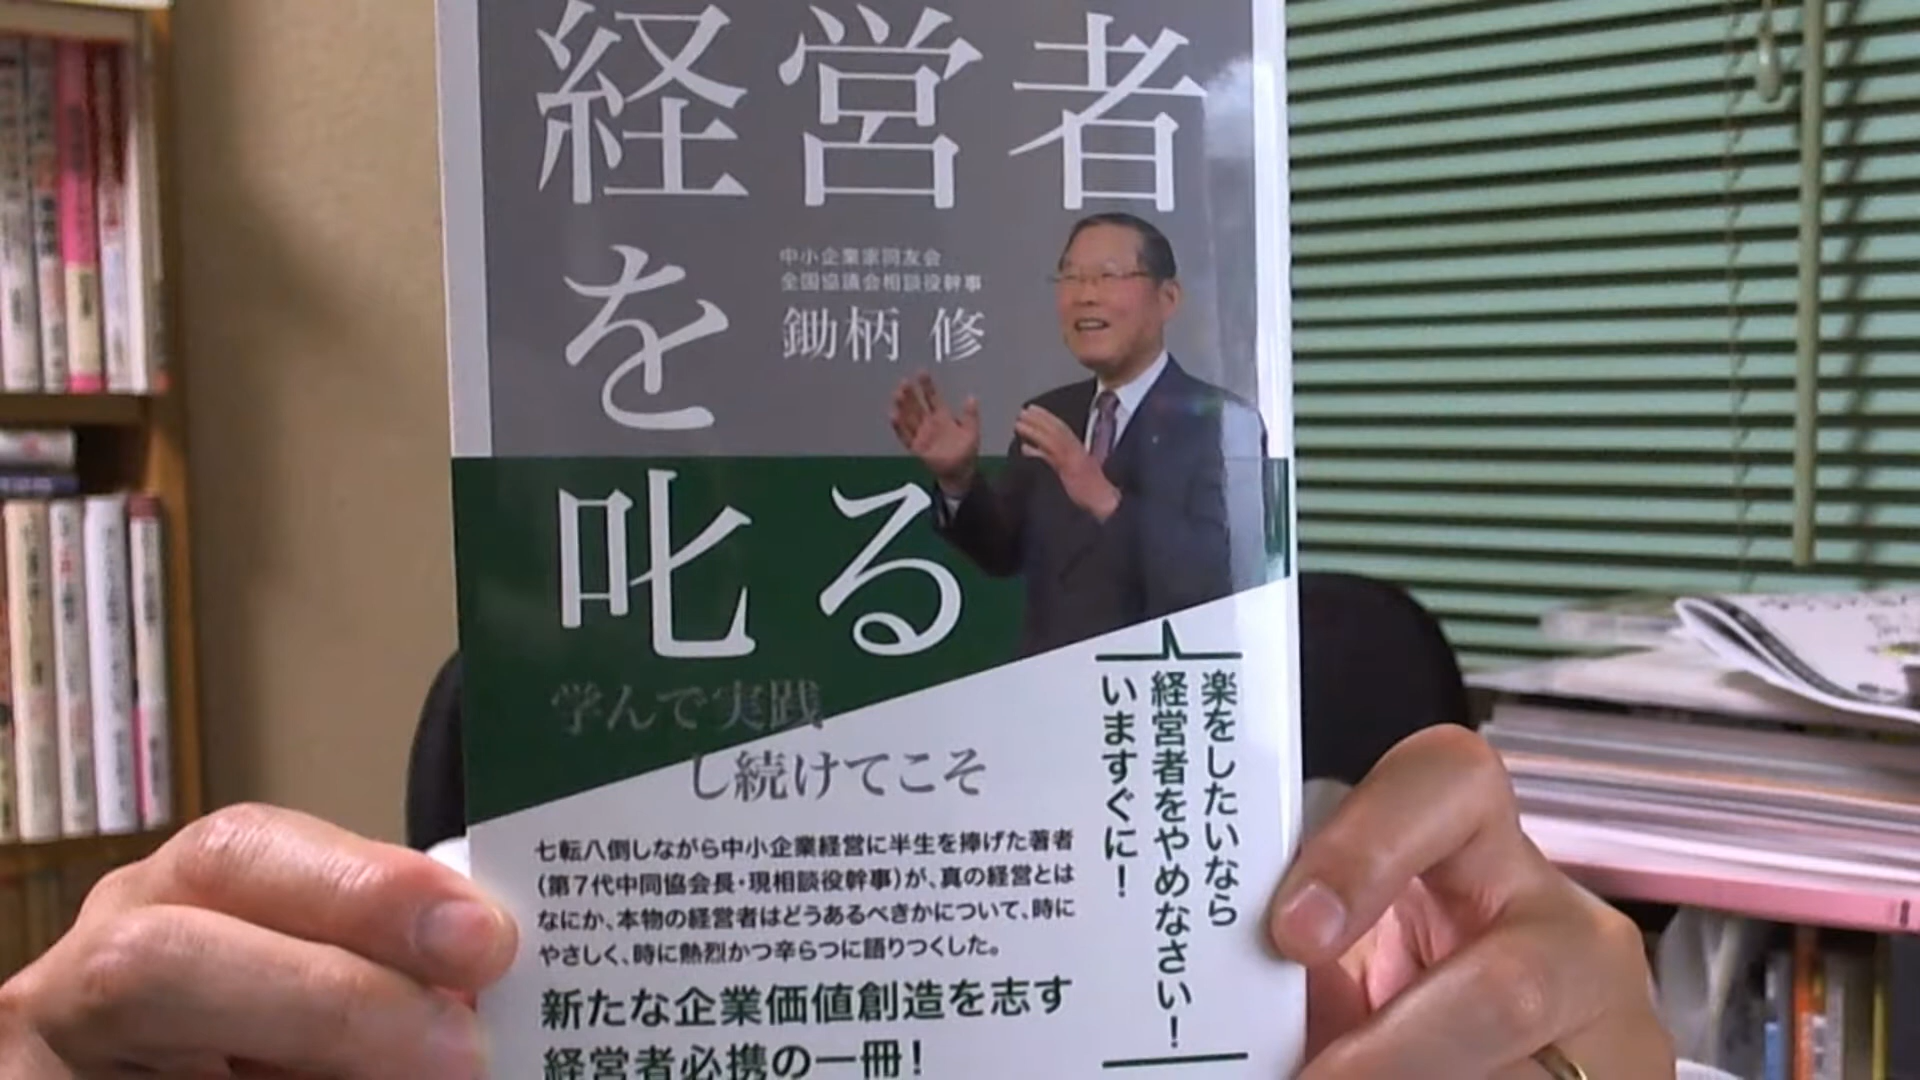 経営者
を
中小企業家同友会
全国協議会相談役幹事
鋤柄 修
叱る
学んで実践
し続けてこそ
楽をしたいなら
経営者をやめなさい!
いますぐに!
七転八倒しながら中小企業経営に半生を捧げた著者
(第7代中同協会長・現相談役幹事)が、真の経営とは
なにか、本物の経営者はどうあるべきかについて、時に
やさしく、時に熱烈かつ辛らつに語りつくした。
新たな企業価値創造を志す
経営者必携の一冊!